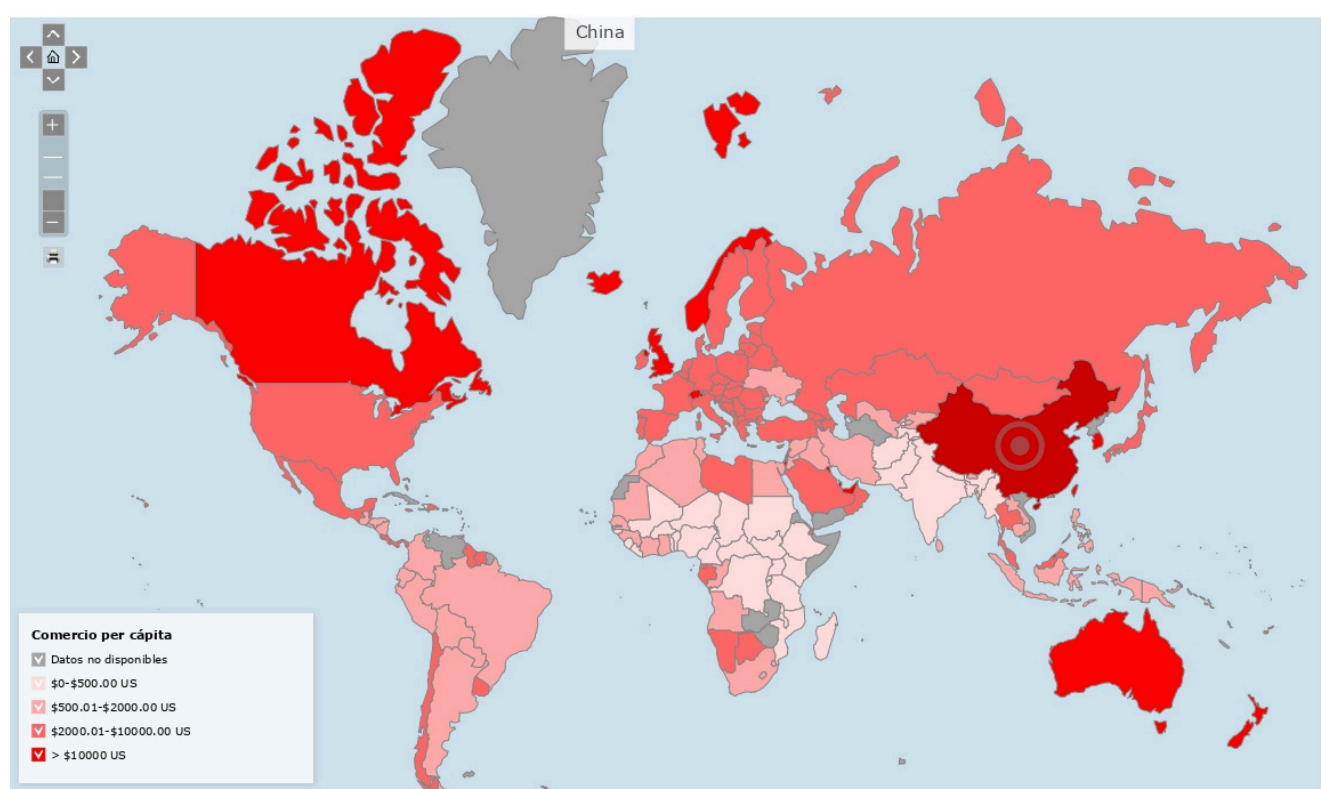 China
Comercio per cápita
Datos no disponibles
$0-$500.00 US
$500.01-$2000.00 US
$2000.01-$10000.00 US
> $10000 US